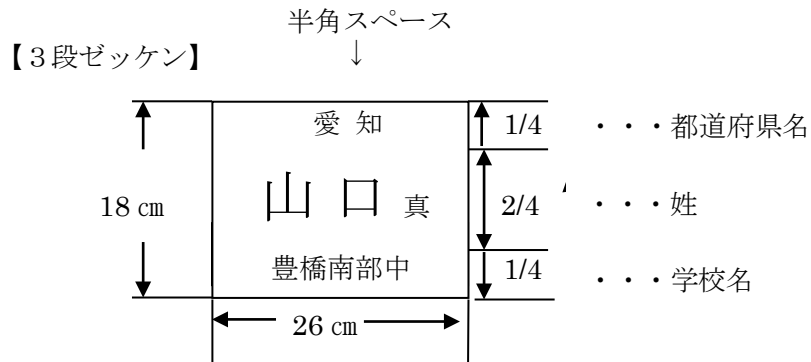 半角スペース
【３段ゼッケン】 ↓
愛 知 1/4 ・・・都道府県名
18 ㎝ 山 口 真 2/4 ・・・姓
豊橋南部中 1/4 ・・・学校名
26 ㎝